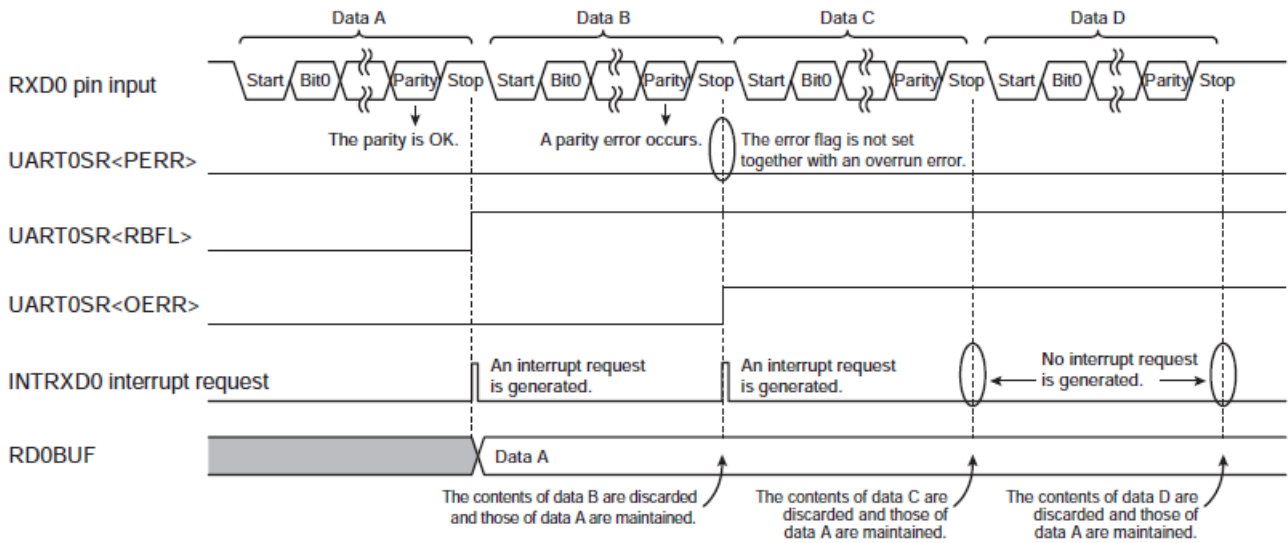 Data A Data B Data C Data D
RXD0 pin input
Start Bit0 Parity Stop Start Bit0 Parity Stop Start Bit0 Parity Stop Start Bit0 Parity Stop
The parity is OK.
A parity error occurs.
The error flag is not set
together with an overrun error.
UART0SR<PERR>
UART0SR<RBFL>
UART0SR<OERR>
INTRXD0 interrupt request
An interrupt request
is generated.
An interrupt request
is generated.
No interrupt request
is generated.
RD0BUF
Data A
The contents of data B are discarded
and those of data A are maintained.
The contents of data C are
discarded and those of
data A are maintained.
The contents of data D are
discarded and those of
data A are maintained.